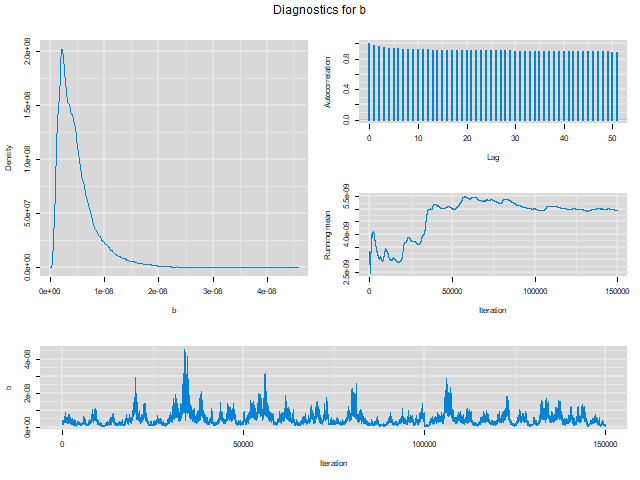 Diagnostics for b
Density
0.0e+00 5.0e+07 1.0e+08 1.5e+08 2.0e+08
0e+00 1e-08 2e-08 3e-08 4e-08
b
Autocorrelation
0.0 0.4 0.8
0 10 20 30 40 50
Lag
Running mean
2.5e-09 4.0e-09 5.5e-09
0 50000 100000 150000
Iteration
b
0e+00 2e-08 4e-08
0 50000 100000 150000
Iteration